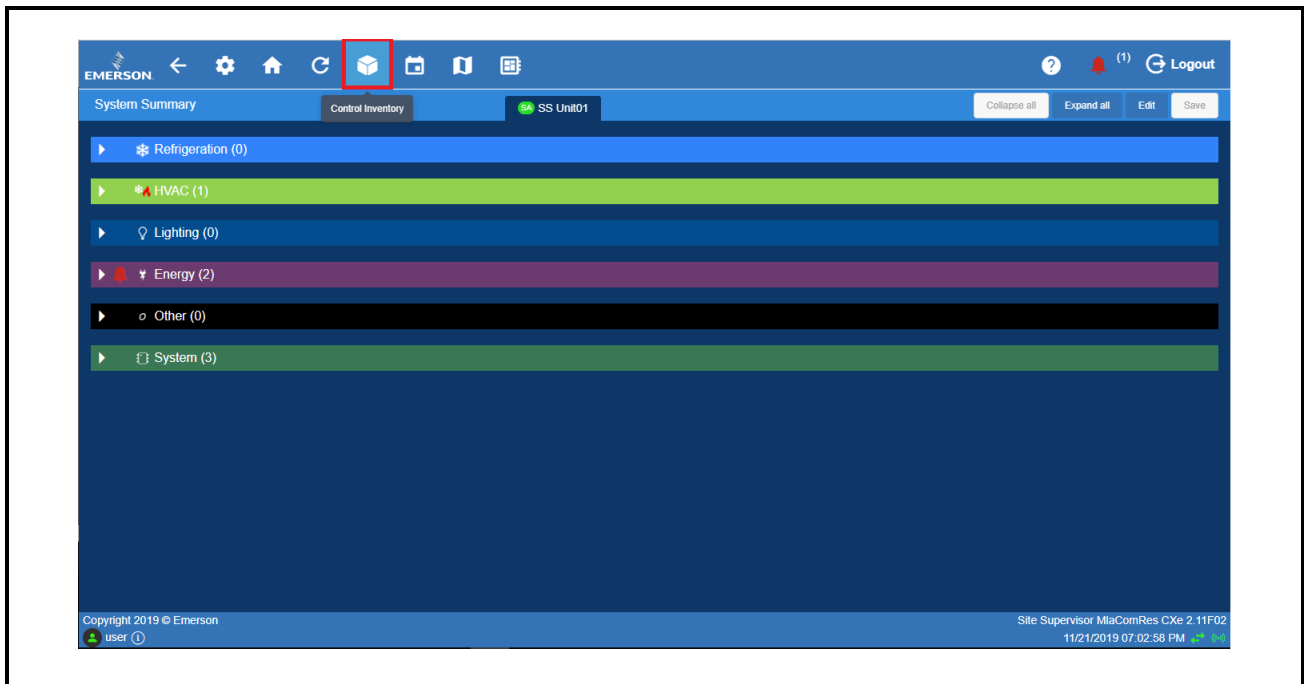 EMERSON
(1) Logout
System Summary
Control Inventory
SA SS Unit01
Collapse all
Expand all
Edit
Save
Refrigeration (0)
HVAC (1)
Lighting (0)
Energy (2)
Other (0)
System (3)
Copyright 2019 © Emerson
Site Supervisor MlaComRes CXe 2.11F02
user
11/21/2019 07:02:58 PM